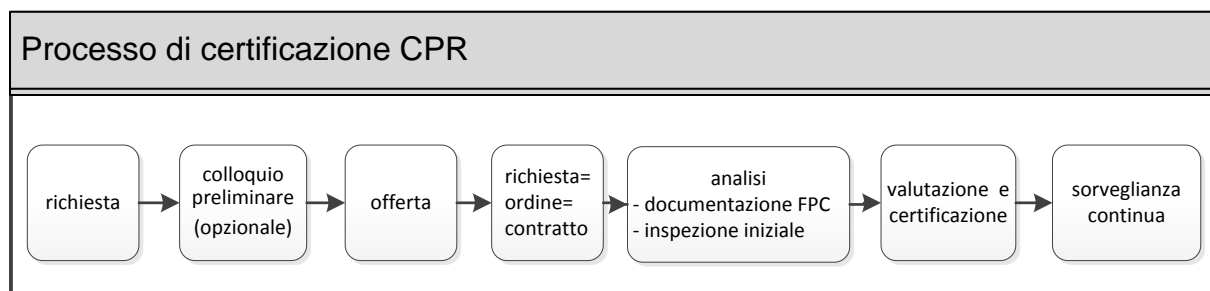 Processo di certificazione CPR
richiesta
colloquio
preliminare
(opzionale)
offerta
richiesta=
ordine=
contratto
analisi
- documentazione FPC
- inspezione iniziale
valutazione e
certificazione
sorveglianza
continua